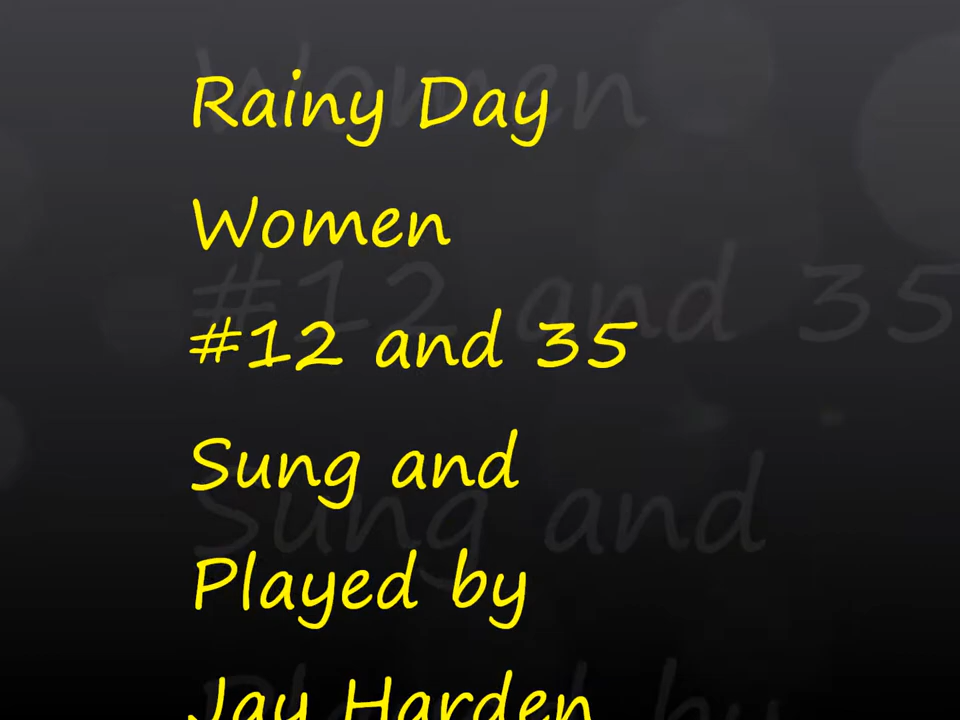 Rainy Day
Women
#12 and 35
Sung and
Played by
Jay Harden